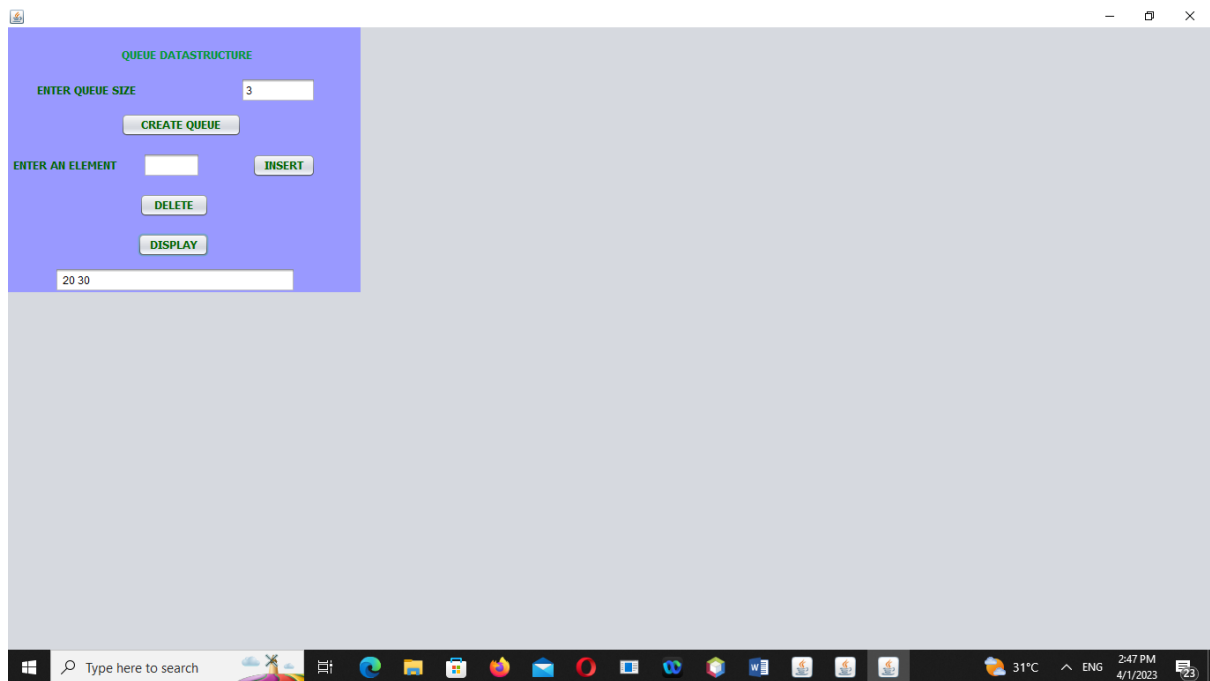 QUEUE DATASTRUCTURE
ENTER QUEUE SIZE 3
CREATE QUEUE
ENTER AN ELEMENT INSERT
DELETE
DISPLAY
20 30
Type here to search 31°C ENG 2:47 PM
4/1/2023 23